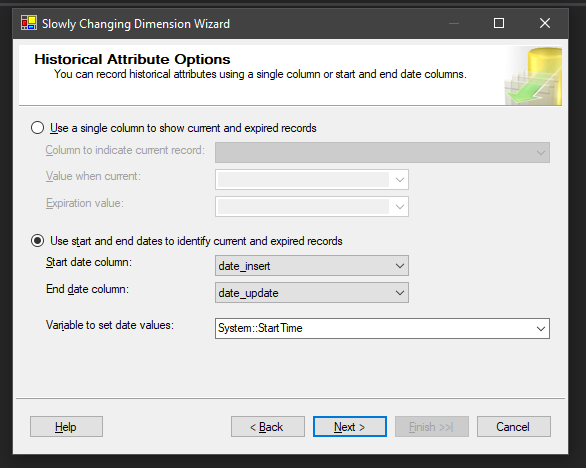 Slowly Changing Dimension Wizard
Historical Attribute Options
You can record historical attributes using a single column or start and end date columns.
Use a single column to show current and expired records
Column to indicate current record:
Value when current:
Expiration value:
Use start and end dates to identify current and expired records
Start date column: date_insert
End date column: date_update
Variable to set date values: System::StartTime
Help < Back Next > Finish >>| Cancel